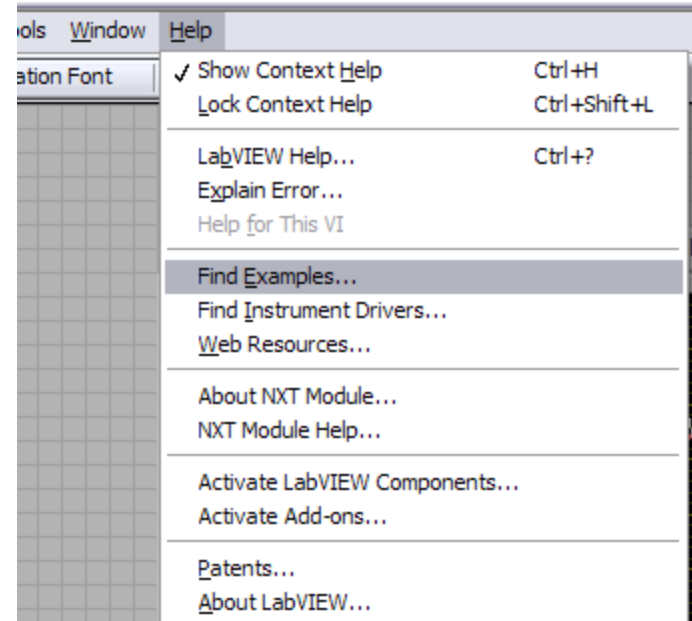 ols Window Help
ation Font
✓ Show Context Help Ctrl+H
Lock Context Help Ctrl+Shift+L
LabVIEW Help... Ctrl+?
Explain Error...
Help for This VI
Find Examples...
Find Instrument Drivers...
Web Resources...
About NXT Module...
NXT Module Help...
Activate LabVIEW Components...
Activate Add-ons...
Patents...
About LabVIEW...